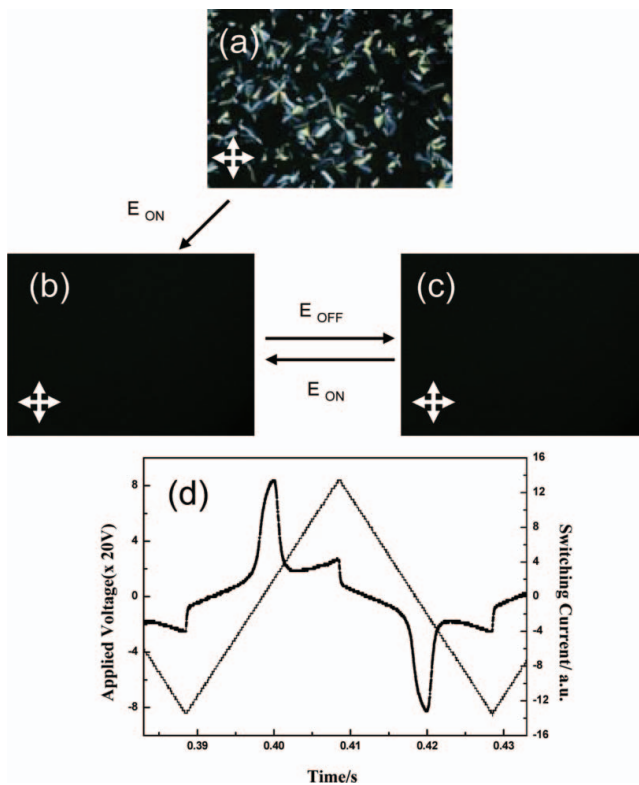 (a)
E ON
(b)
E OFF
(c)
E ON
(d)
Applied Voltage(x 20V)
8
4
0
-4
-8
16
12
8
4
0
-4
-8
-12
-16
Switching Current/ a.u.
0.39 0.40 0.41 0.42 0.43
Time/s